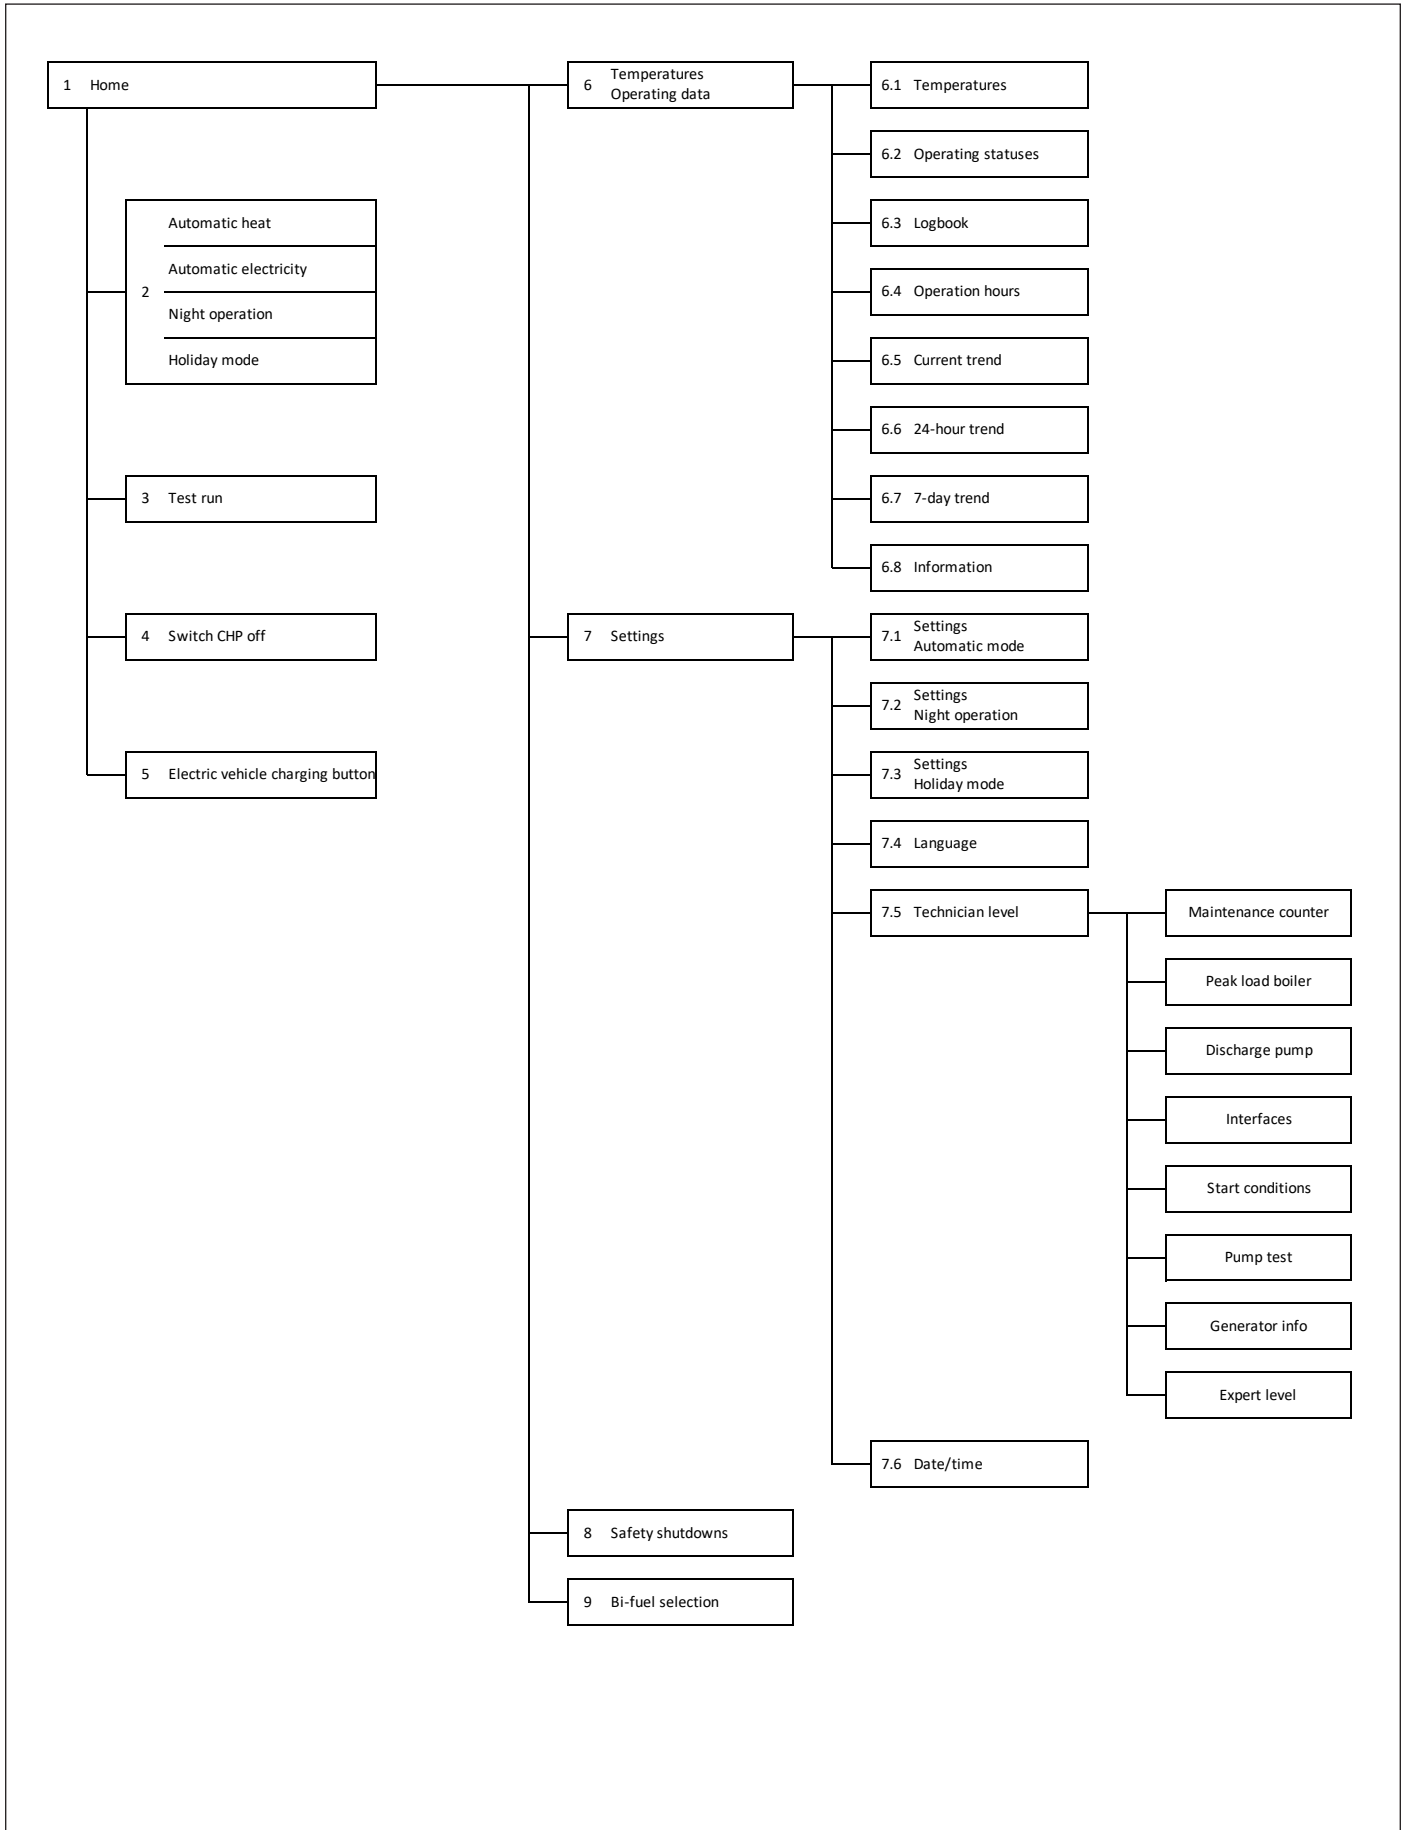 1 Home
2
Automatic heat
Automatic electricity
Night operation
Holiday mode
3 Test run
4 Switch CHP off
5 Electric vehicle charging button
6 Temperatures
Operating data
6.1 Temperatures
6.2 Operating statuses
6.3 Logbook
6.4 Operation hours
6.5 Current trend
6.6 24-hour trend
6.7 7-day trend
6.8 Information
7 Settings
7.1 Settings
Automatic mode
7.2 Settings
Night operation
7.3 Settings
Holiday mode
7.4 Language
7.5 Technician level
Maintenance counter
Peak load boiler
Discharge pump
Interfaces
Start conditions
Pump test
Generator info
Expert level
7.6 Date/time
8 Safety shutdowns
9 Bi-fuel selection